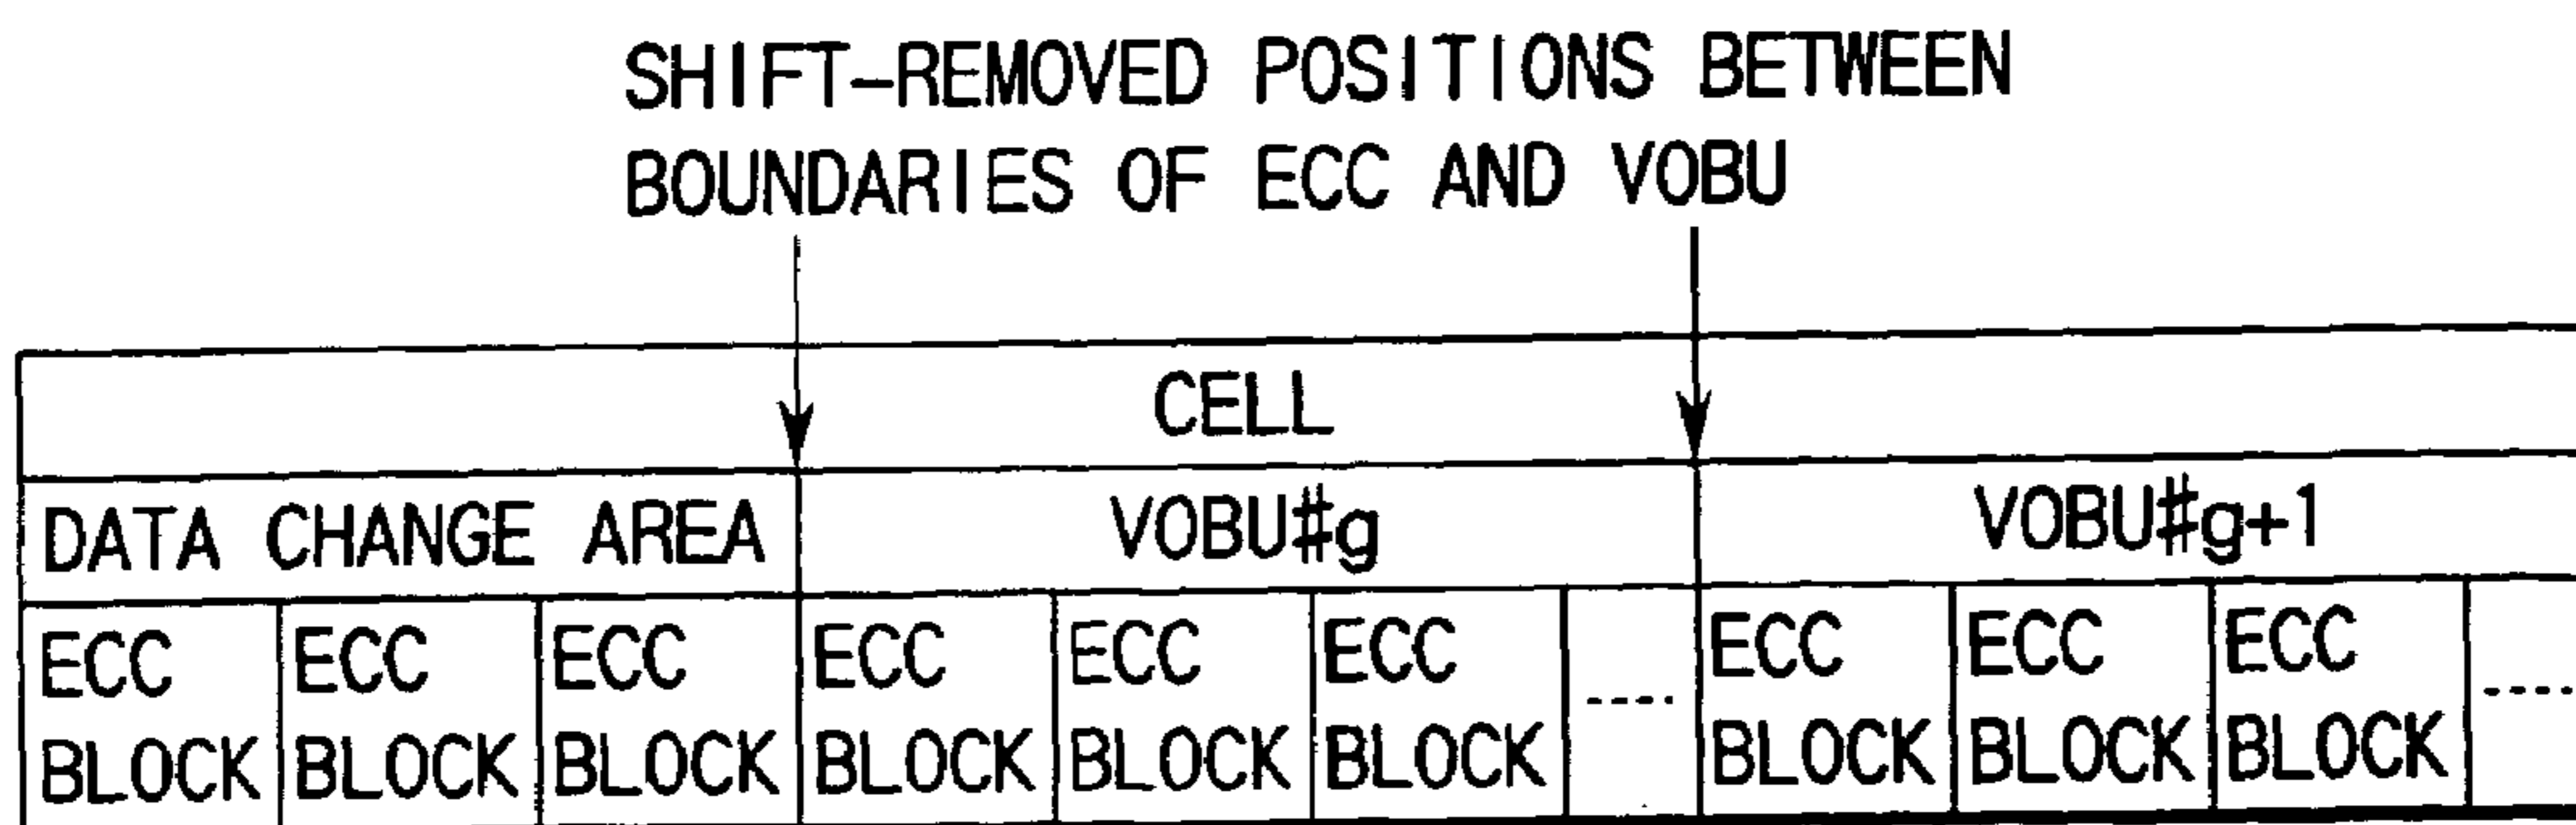 SHIFT-REMOVED POSITIONS BETWEEN
BOUNDARIES OF ECC AND VOBU
CELL
DATA CHANGE AREA VOBU#g VOBU#g+1
ECC ECC ECC ECC ECC ECC ECC ECC ECC
BLOCK BLOCK BLOCK BLOCK BLOCK BLOCK ----- BLOCK BLOCK BLOCK -----